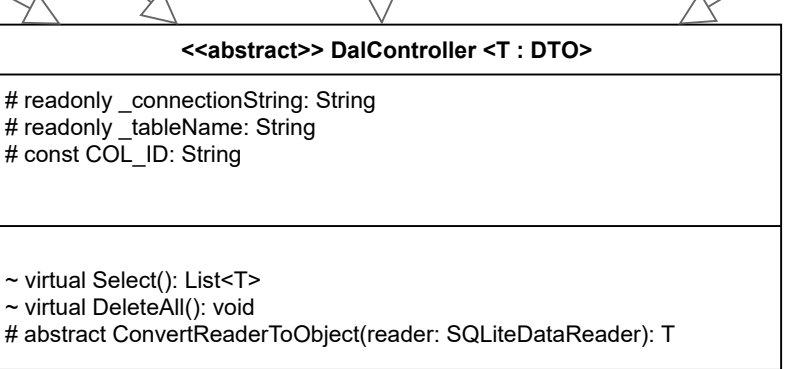 <<abstract>> DalController <T : DTO>
# readonly _connectionString: String
# readonly _tableName: String
# const COL_ID: String
~ virtual Select(): List<T>
~ virtual DeleteAll(): void
# abstract ConvertReaderToObject(reader: SQLiteDataReader): T